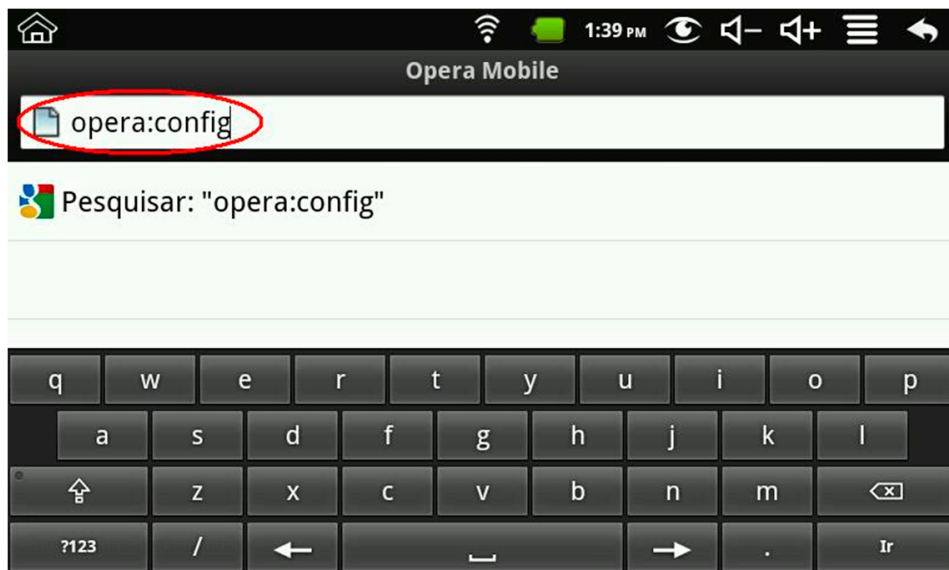 1:39 PM
Opera Mobile
opera:config
Pesquisar: "opera:config"
q w e r t y u i o p
a s d f g h j k l
z x c v b n m
?123 / . Ir